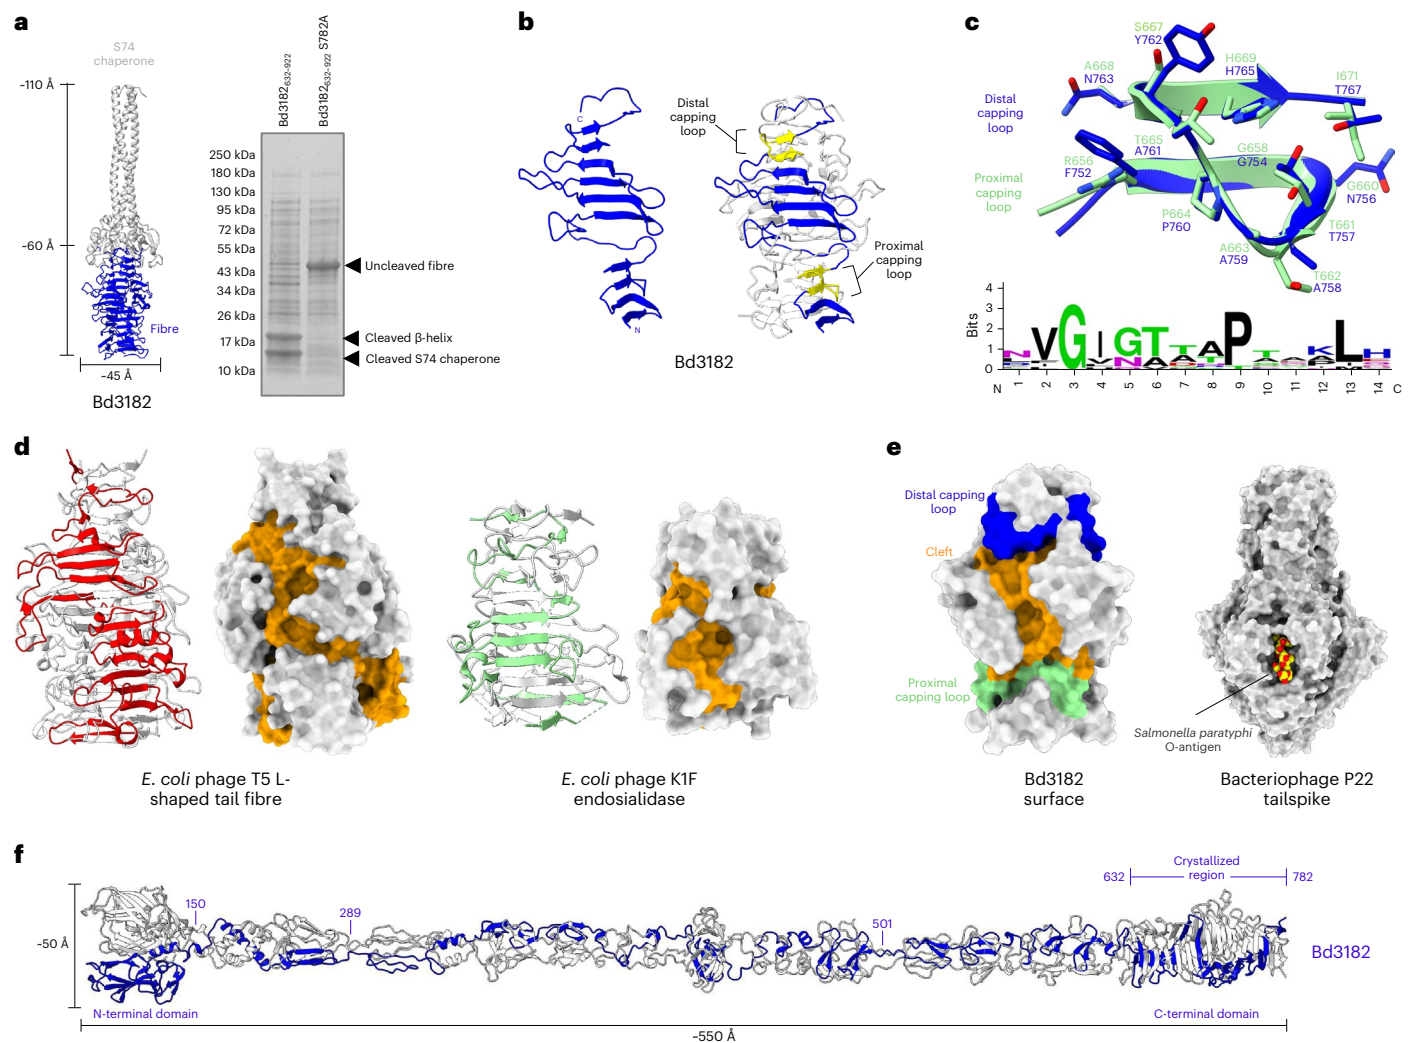 a
S74
chaperone
~110 Å
~60 Å
Fibre
~45 Å
Bd3182
Bd3182632–922
Bd3182632–922 S782A
250 kDa
180 kDa
130 kDa
95 kDa
72 kDa
55 kDa
43 kDa
34 kDa
26 kDa
17 kDa
10 kDa
Uncleaved fibre
Cleaved β-helix
Cleaved S74 chaperone
b
C
N
Distal
capping
loop
Proximal
capping
loop
Bd3182
c
S667
Y762
A668
N763
H669
H765
I671
T767
Distal
capping
loop
T665
A761
G658
G754
R656
F752
Proximal
capping
loop
G660
N756
P664
P760
T661
T757
A663
A759
T662
A758
Bits
4
3
2
1
0
N 1 2 3 4 5 6 7 8 9 10 11 12 13 14 C
d
E. coli phage T5 L-
shaped tail fibre
E. coli phage K1F
endosialidase
e
Distal capping
loop
Cleft
Proximal
capping loop
Bd3182
surface
Salmonella paratyphi
O-antigen
Bacteriophage P22
tailspike
f
Crystallized
region
632
782
150
289
501
~50 Å
Bd3182
N-terminal domain
C-terminal domain
~550 Å